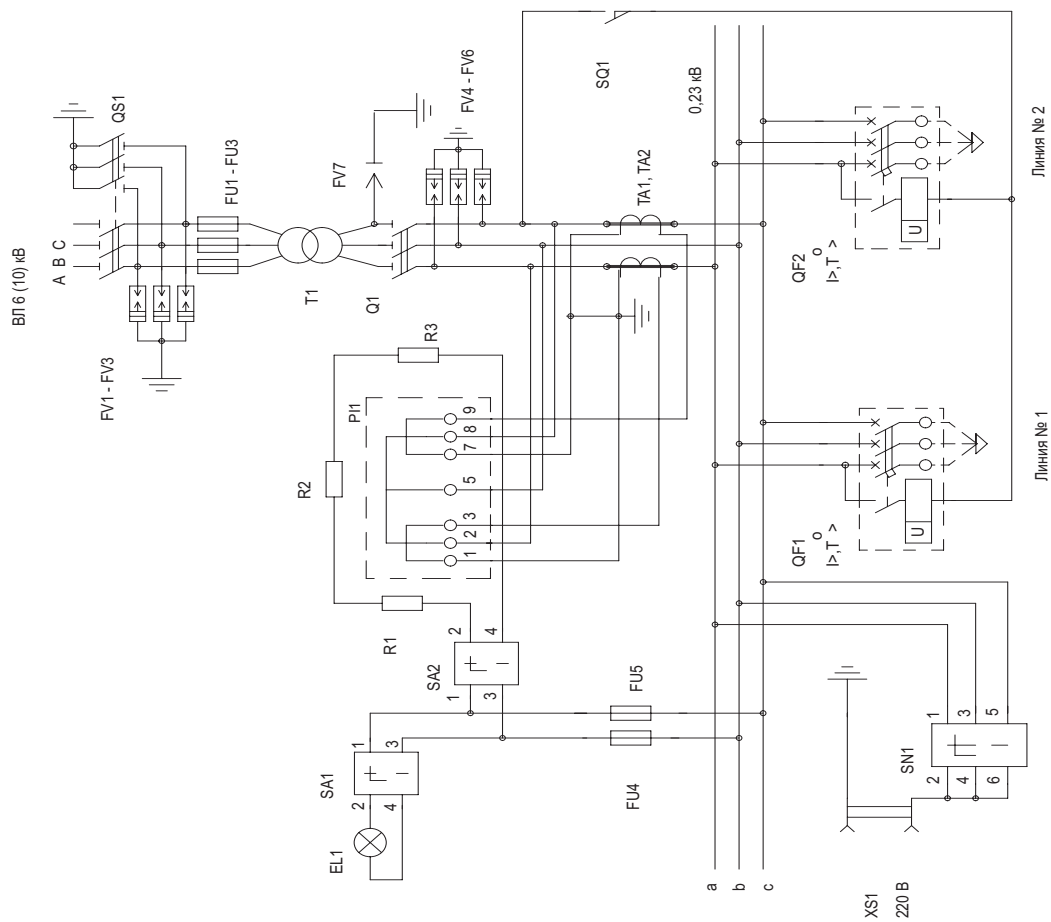 ВЛ 6 (10) кВ
A B C
QS1
FV1 - FV3
FU1 - FU3
T1
FV7
Q1
FV4 - FV6
SQ1
R3
R2
R1
PI1
1 2 3 5 7 8 9
TA1, TA2
0,23 кВ
SA2
1 2
3 4
SA1
2 1
4 3
EL1
FU5
FU4
a
b
c
QF1
I>,T° >
U
Линия № 1
QF2
I>,T° >
U
Линия № 2
SN1
2 1
4 3
6 5
XS1
220 В